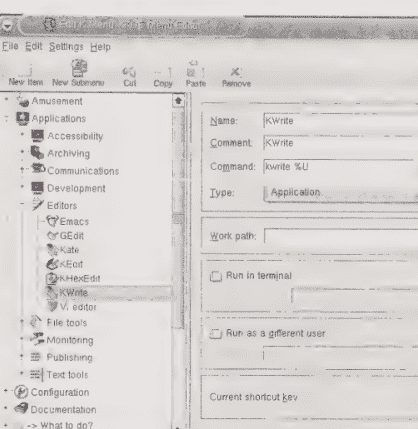 File Edit Settings Help
New Item New Submenu Cut Copy Paste Remove
Amusement
Applications
Accessibility
Archiving
Communications
Development
Editors
Emacs
GEdit
Kate
KEdit
KHexEdit
KWrite
Vi editor
File tools
Monitoring
Publishing
Text tools
Configuration
Documentation
-> What to do?
Name: KWrite
Comment: KWrite
Command: kwrite %U
Type: Application
Work path:
Run in terminal
Run as a different user
Current shortcut key